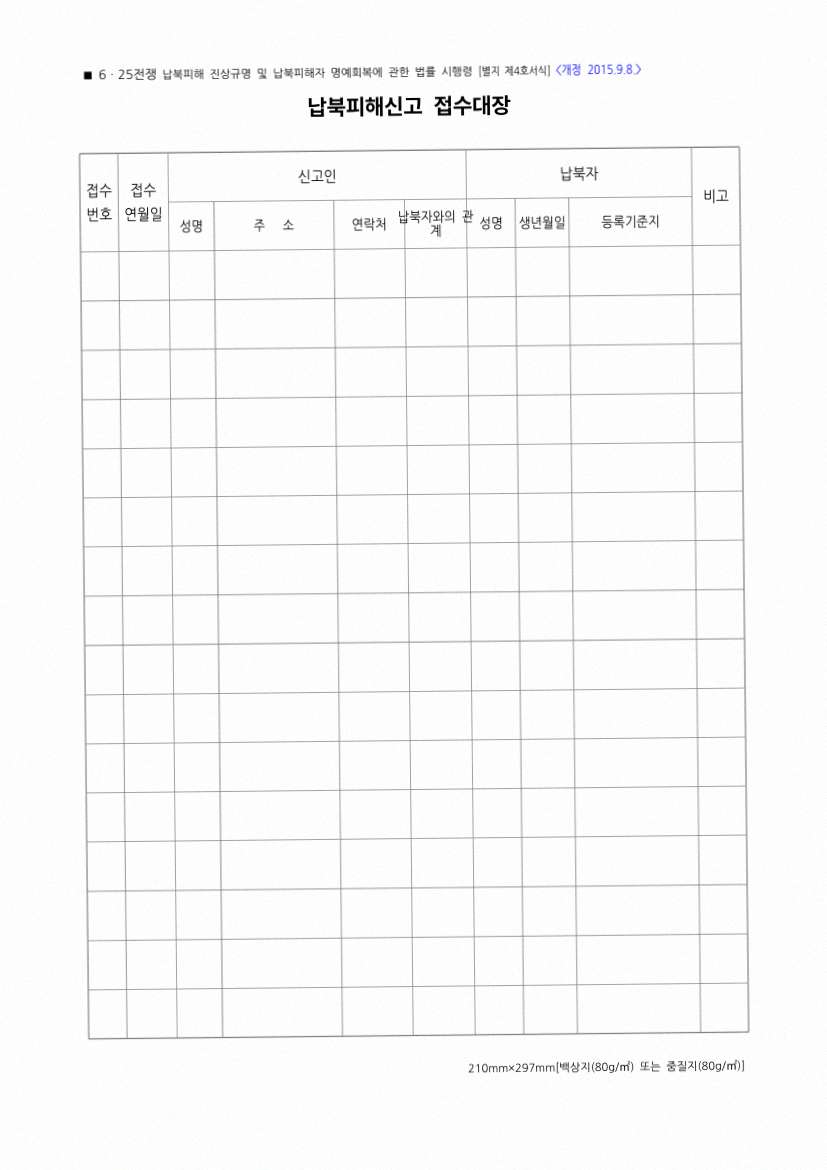 ■ 6ㆍ25전쟁 납북피해 진상규명 및 납북피해자 명예회복에 관한 법률 시행령 [별지 제4호서식] <개정 2015.9.8.>
납북피해신고 접수대장
접수
번호
접수
연월일
신고인
납북자
비고
성명
주 소
연락처
납북자와의 관
계
성명
생년월일
등록기준지
210mm×297mm[백상지(80g/㎡) 또는 중질지(80g/㎡)]